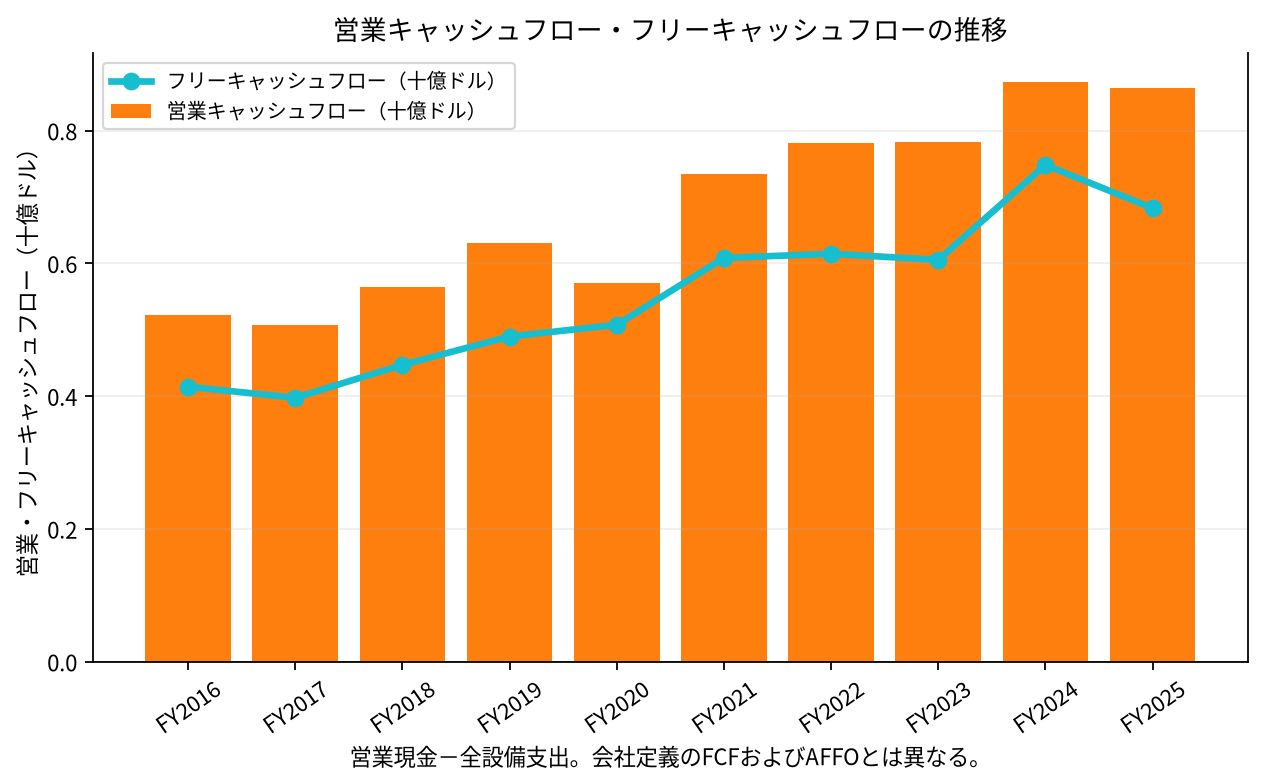 営業キャッシュフロー・フリーキャッシュフローの推移
フリーキャッシュフロー（十億ドル）
営業キャッシュフロー（十億ドル）
営業・フリーキャッシュフロー（十億ドル）
0.8
0.6
0.4
0.2
0.0
FY2016 FY2017 FY2018 FY2019 FY2020 FY2021 FY2022 FY2023 FY2024 FY2025
営業現金－全設備支出。会社定義のFCFおよびAFFOとは異なる。